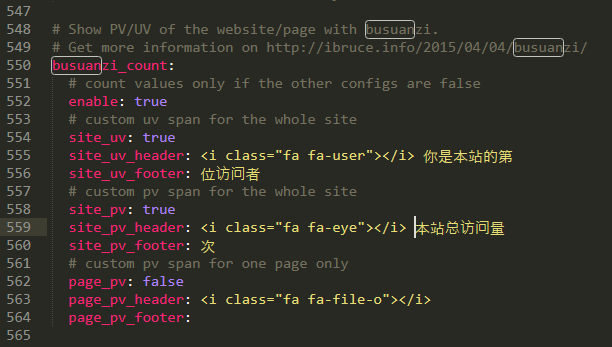 547
548 # Show PV/UV of the website/page with busuanzi.
549 # Get more information on http://ibruce.info/2015/04/04/busuanzi/
550 busuanzi_count:
551 # count values only if the other configs are false
552 enable: true
553 # custom uv span for the whole site
554 site_uv: true
555 site_uv_header: <i class="fa fa-user"></i> 你是本站的第
556 site_uv_footer: 位访问者
557 # custom pv span for the whole site
558 site_pv: true
559 site_pv_header: <i class="fa fa-eye"></i> 本站总访问量
560 site_pv_footer: 次
561 # custom pv span for one page only
562 page_pv: false
563 page_pv_header: <i class="fa fa-file-o"></i>
564 page_pv_footer:
565